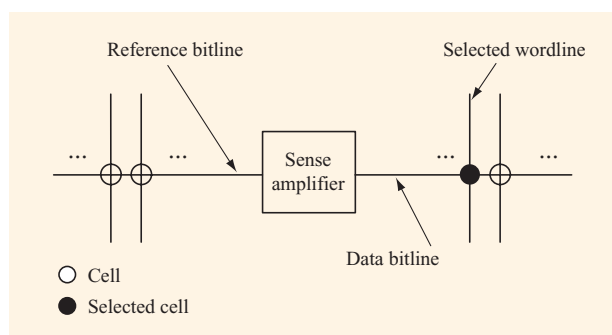 Reference bitline
Selected wordline
... ... ... ...
Sense
amplifier
Data bitline
Cell
Selected cell